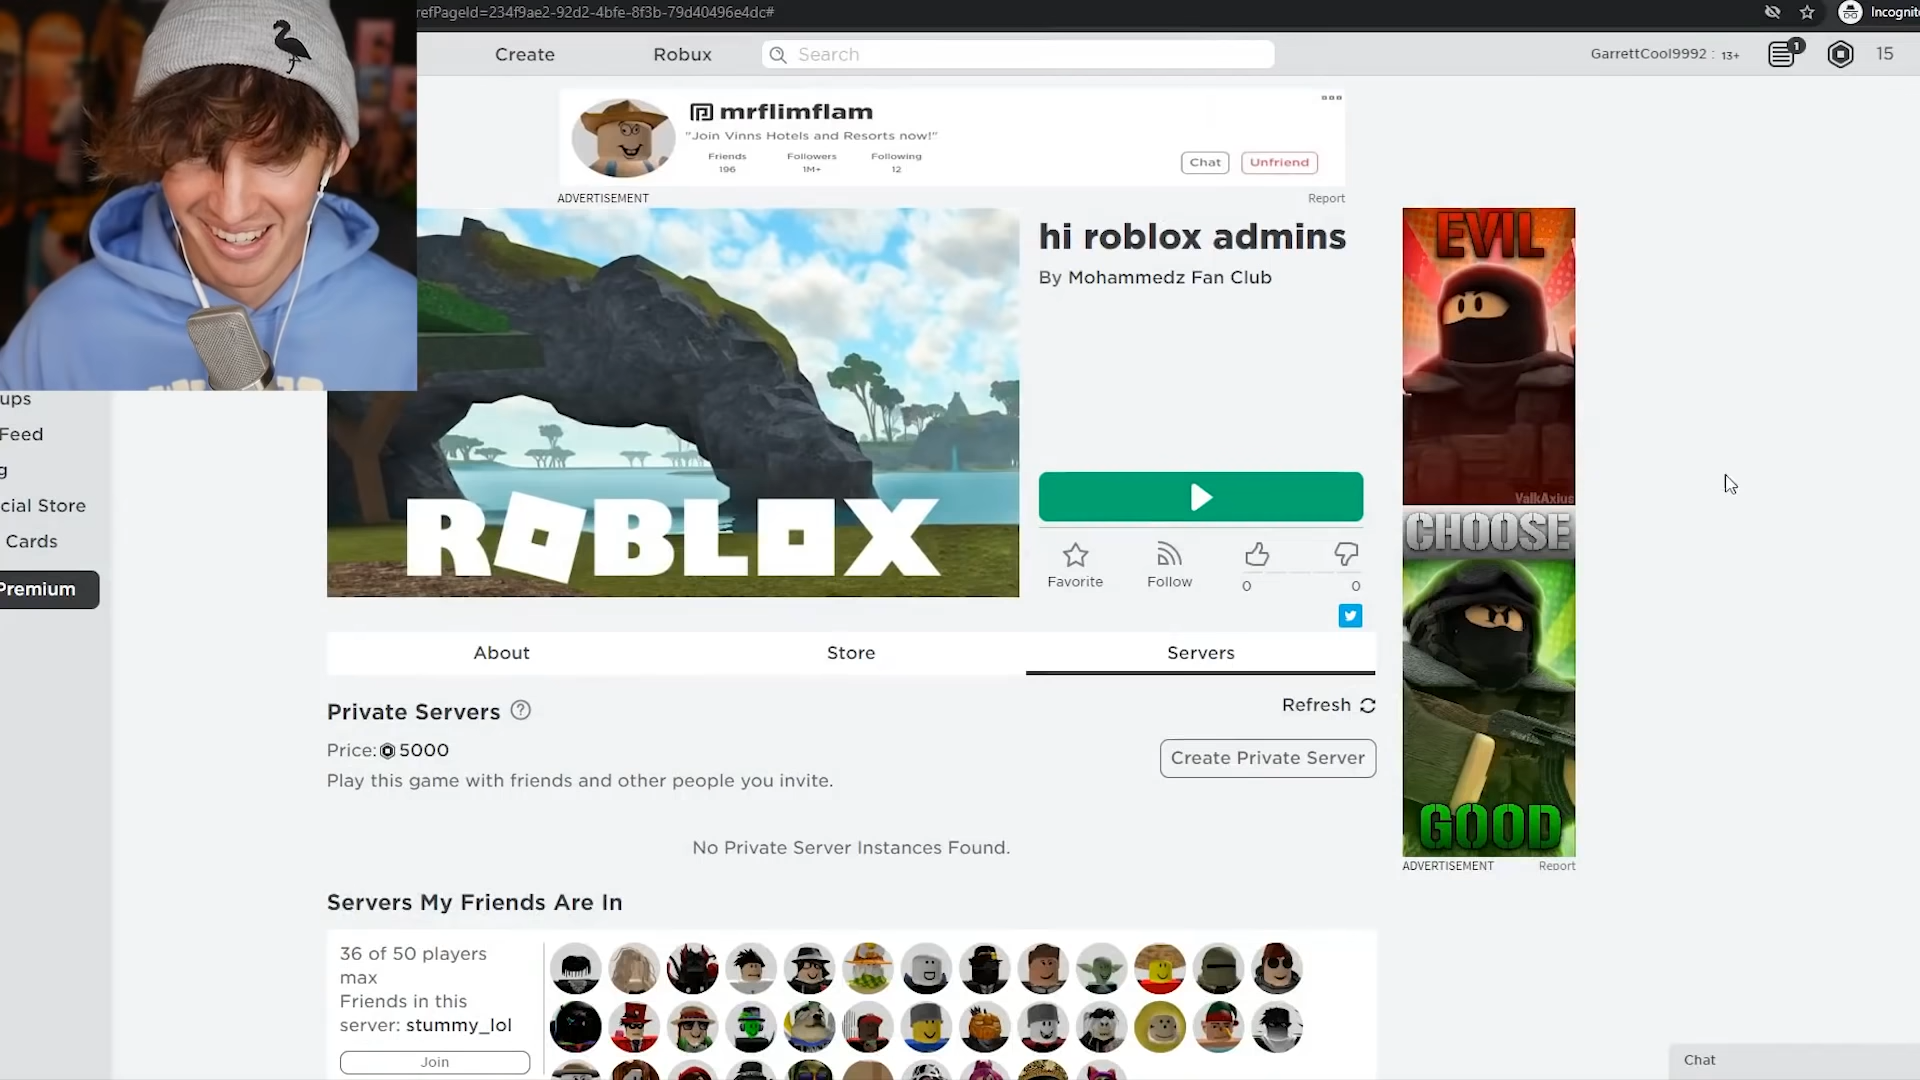 refPageId=234f9ae2-92d2-4bfe-8f3b-79d40496e4dc#
Incognit
Create
Robux
Search
GarrettCool9992 : 13+
1
15
mrflimflam
"Join Vinns Hotels and Resorts now!"
Friends
Followers
Following
196
1M+
12
Chat
Unfriend
ADVERTISEMENT
Report
hi roblox admins
By Mohammedz Fan Club
ROBLOX
EVIL
ValkAxius
CHOOSE
GOOD
ADVERTISEMENT
Report
ups
Feed
g
cial Store
Cards
Premium
Favorite
Follow
0
0
About
Store
Servers
Private Servers
Refresh
Price: 5000
Create Private Server
Play this game with friends and other people you invite.
No Private Server Instances Found.
Servers My Friends Are In
36 of 50 players
max
Friends in this
server: stummy_lol
Join
Chat